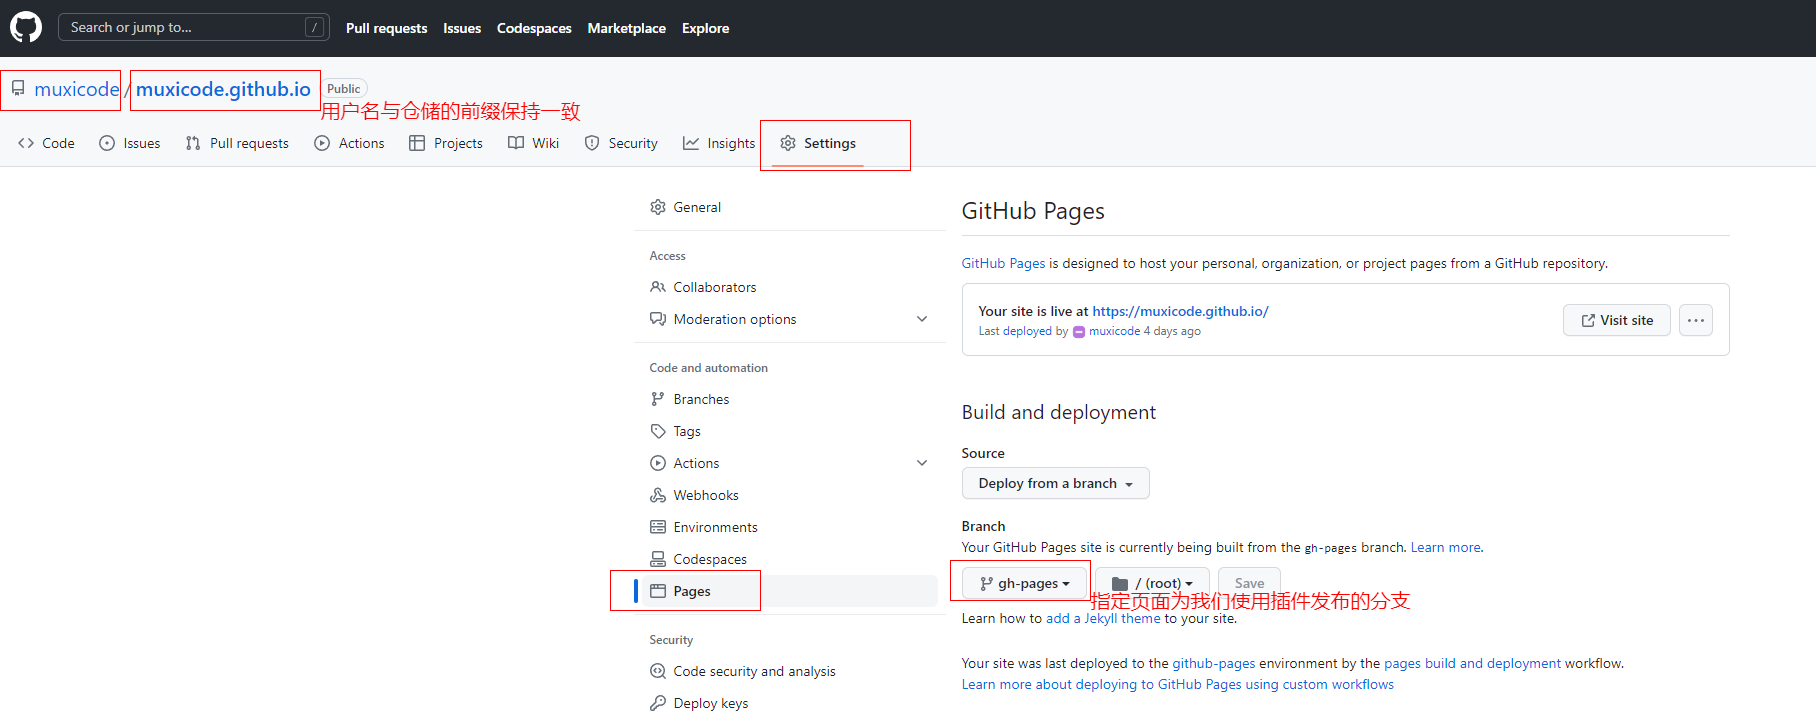 Search or jump to... /
Pull requests Issues Codespaces Marketplace Explore
muxicode / muxicode.github.io Public
用户名与仓储的前缀保持一致
Code Issues Pull requests Actions Projects Wiki Security Insights Settings
General
Access
Collaborators
Moderation options
Code and automation
Branches
Tags
Actions
Webhooks
Environments
Codespaces
Pages
Security
Code security and analysis
Deploy keys
GitHub Pages
GitHub Pages is designed to host your personal, organization, or project pages from a GitHub repository.
Your site is live at https://muxicode.github.io/
Last deployed by muxicode 4 days ago
Visit site ...
Build and deployment
Source
Deploy from a branch
Branch
Your GitHub Pages site is currently being built from the gh-pages branch. Learn more.
gh-pages / (root) Save
指定页面为我们使用插件发布的分支
Learn how to add a Jekyll theme to your site.
Your site was last deployed to the github-pages environment by the pages build and deployment workflow.
Learn more about deploying to GitHub Pages using custom workflows